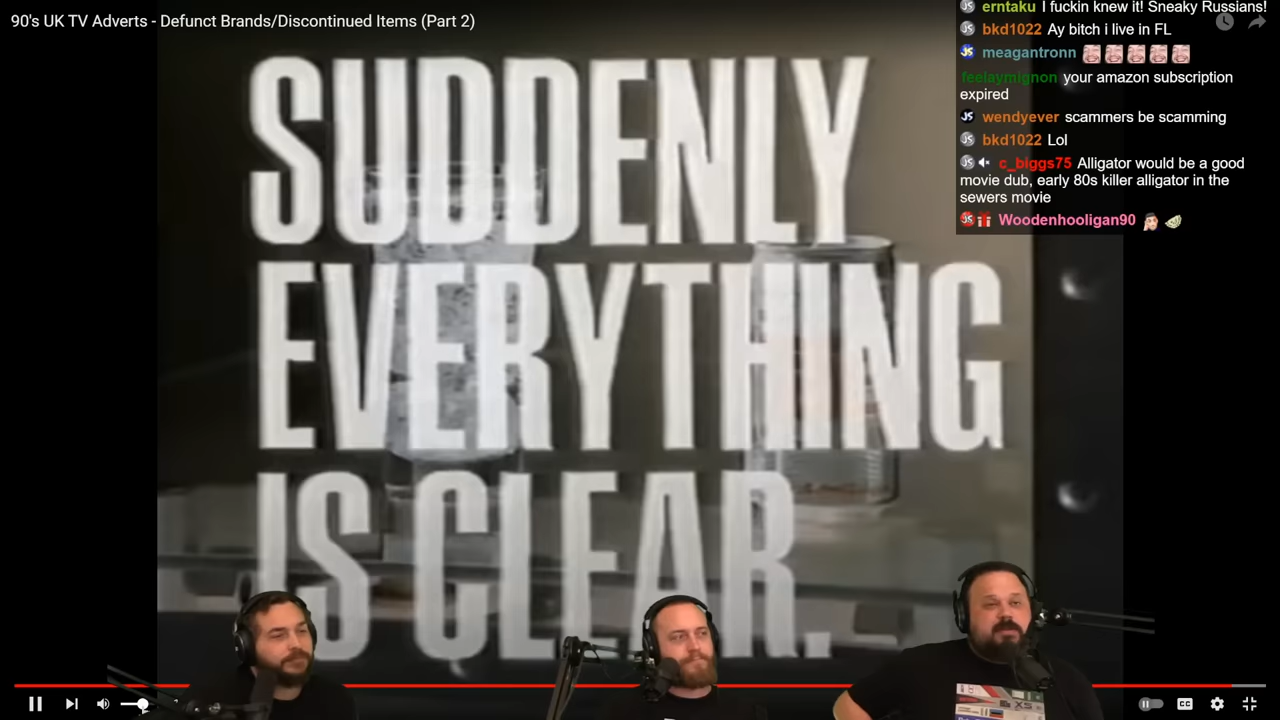 90's UK TV Adverts - Defunct Brands/Discontinued Items (Part 2)
erntaku I fuckin knew it! Sneaky Russians!
bkd1022 Ay bitch i live in FL
meagantronn
feelaymignon your amazon subscription
expired
wendyever scammers be scamming
bkd1022 Lol
c_biggs75 Alligator would be a good
movie dub, early 80s killer alligator in the
sewers movie
Woodenhooligan90
SUDDENLY
EVERYTHING
IS CLEAR.
CC